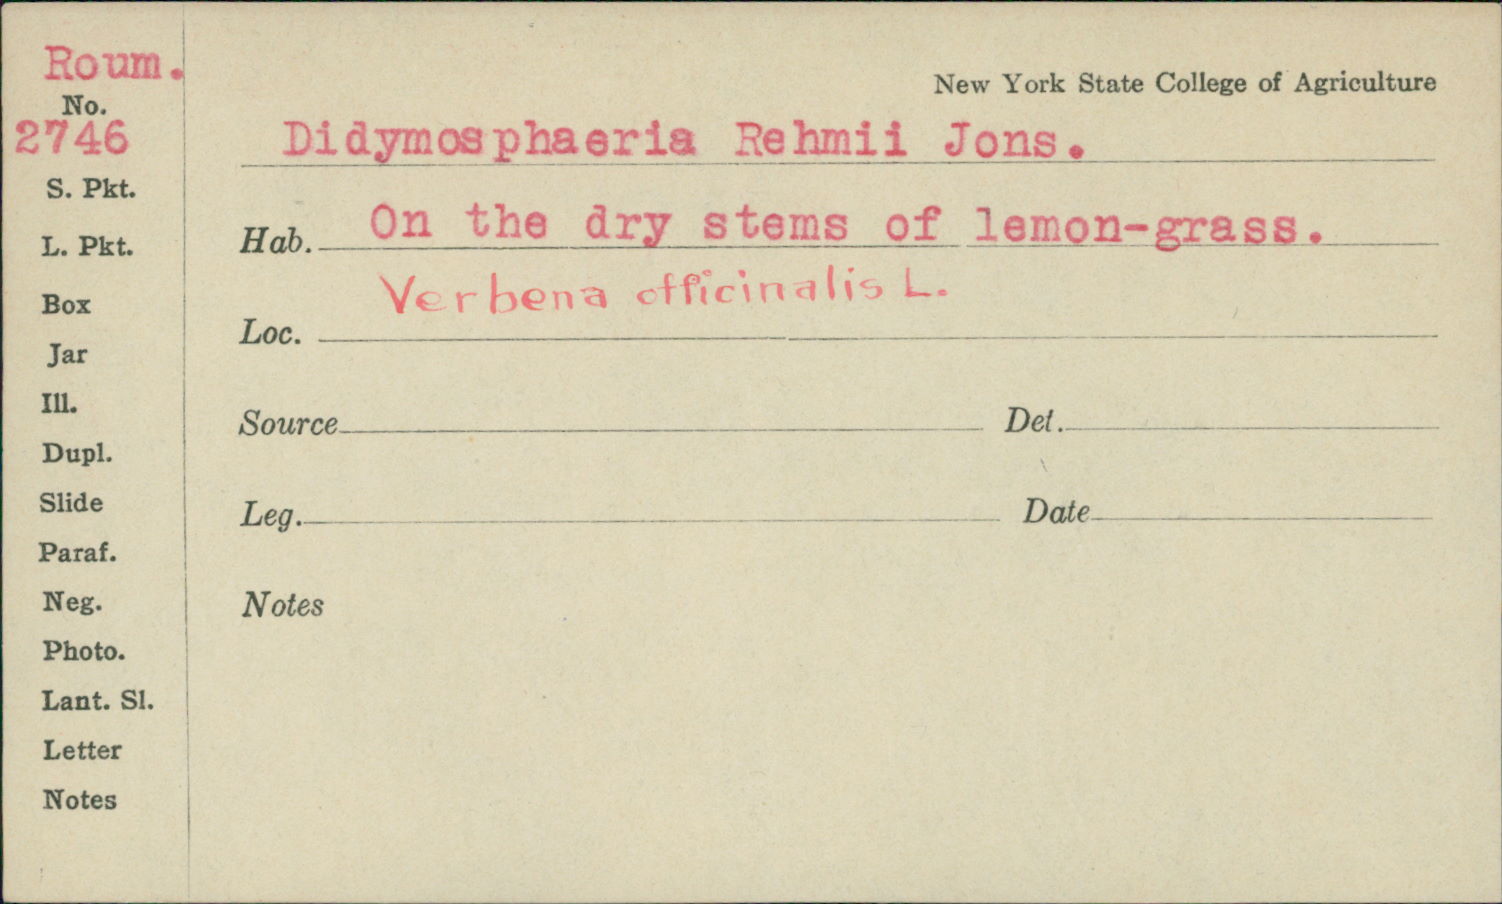 Roum.
No.
2746
S. Pkt.
L. Pkt.
Box
Jar
Ill.
Dupl.
Slide
Paraf.
Neg.
Photo.
Lant. Sl.
Letter
Notes
New York State College of Agriculture
Didymosphaeria Rehmii Jons.
Hab. On the dry stems of lemon-grass.
Verbena officinalis L.
Loc.
Source Det.
Leg. Date
Notes